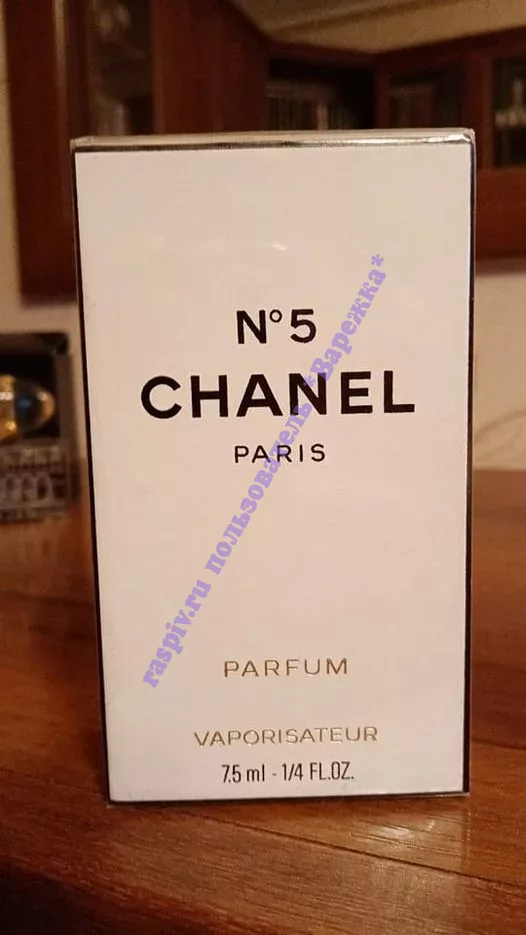 N°5
CHANEL
PARIS
raspiv.ru пользователь *Варежка*
PARFUM
VAPORISATEUR
7.5 ml - 1/4 FL.OZ.